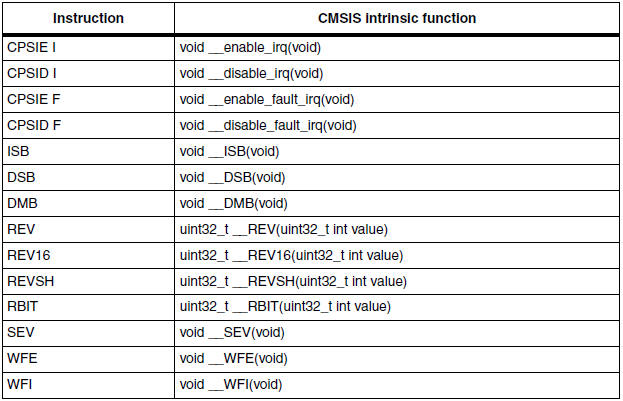 Instruction CMSIS intrinsic function
CPSIE I void __enable_irq(void)
CPSID I void __disable_irq(void)
CPSIE F void __enable_fault_irq(void)
CPSID F void __disable_fault_irq(void)
ISB void __ISB(void)
DSB void __DSB(void)
DMB void __DMB(void)
REV uint32_t __REV(uint32_t int value)
REV16 uint32_t __REV16(uint32_t int value)
REVSH uint32_t __REVSH(uint32_t int value)
RBIT uint32_t __RBIT(uint32_t int value)
SEV void __SEV(void)
WFE void __WFE(void)
WFI void __WFI(void)